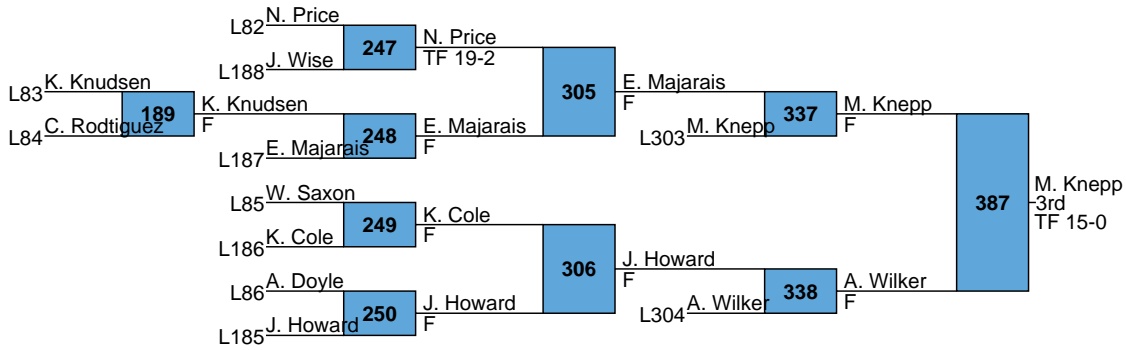 L82 N. Price
247
N. Price
TF 19-2
L188 J. Wise
305
E. Majarais
F
L83 K. Knudsen
189
K. Knudsen
F
L84 C. Rodtiguez
248
E. Majarais
F
L187 E. Majarais
337
M. Knepp
F
L303 M. Knepp
387
M. Knepp
3rd
TF 15-0
L85 W. Saxon
249
K. Cole
F
L186 K. Cole
306
J. Howard
F
L86 A. Doyle
250
J. Howard
F
L185 J. Howard
338
A. Wilker
F
L304 A. Wilker